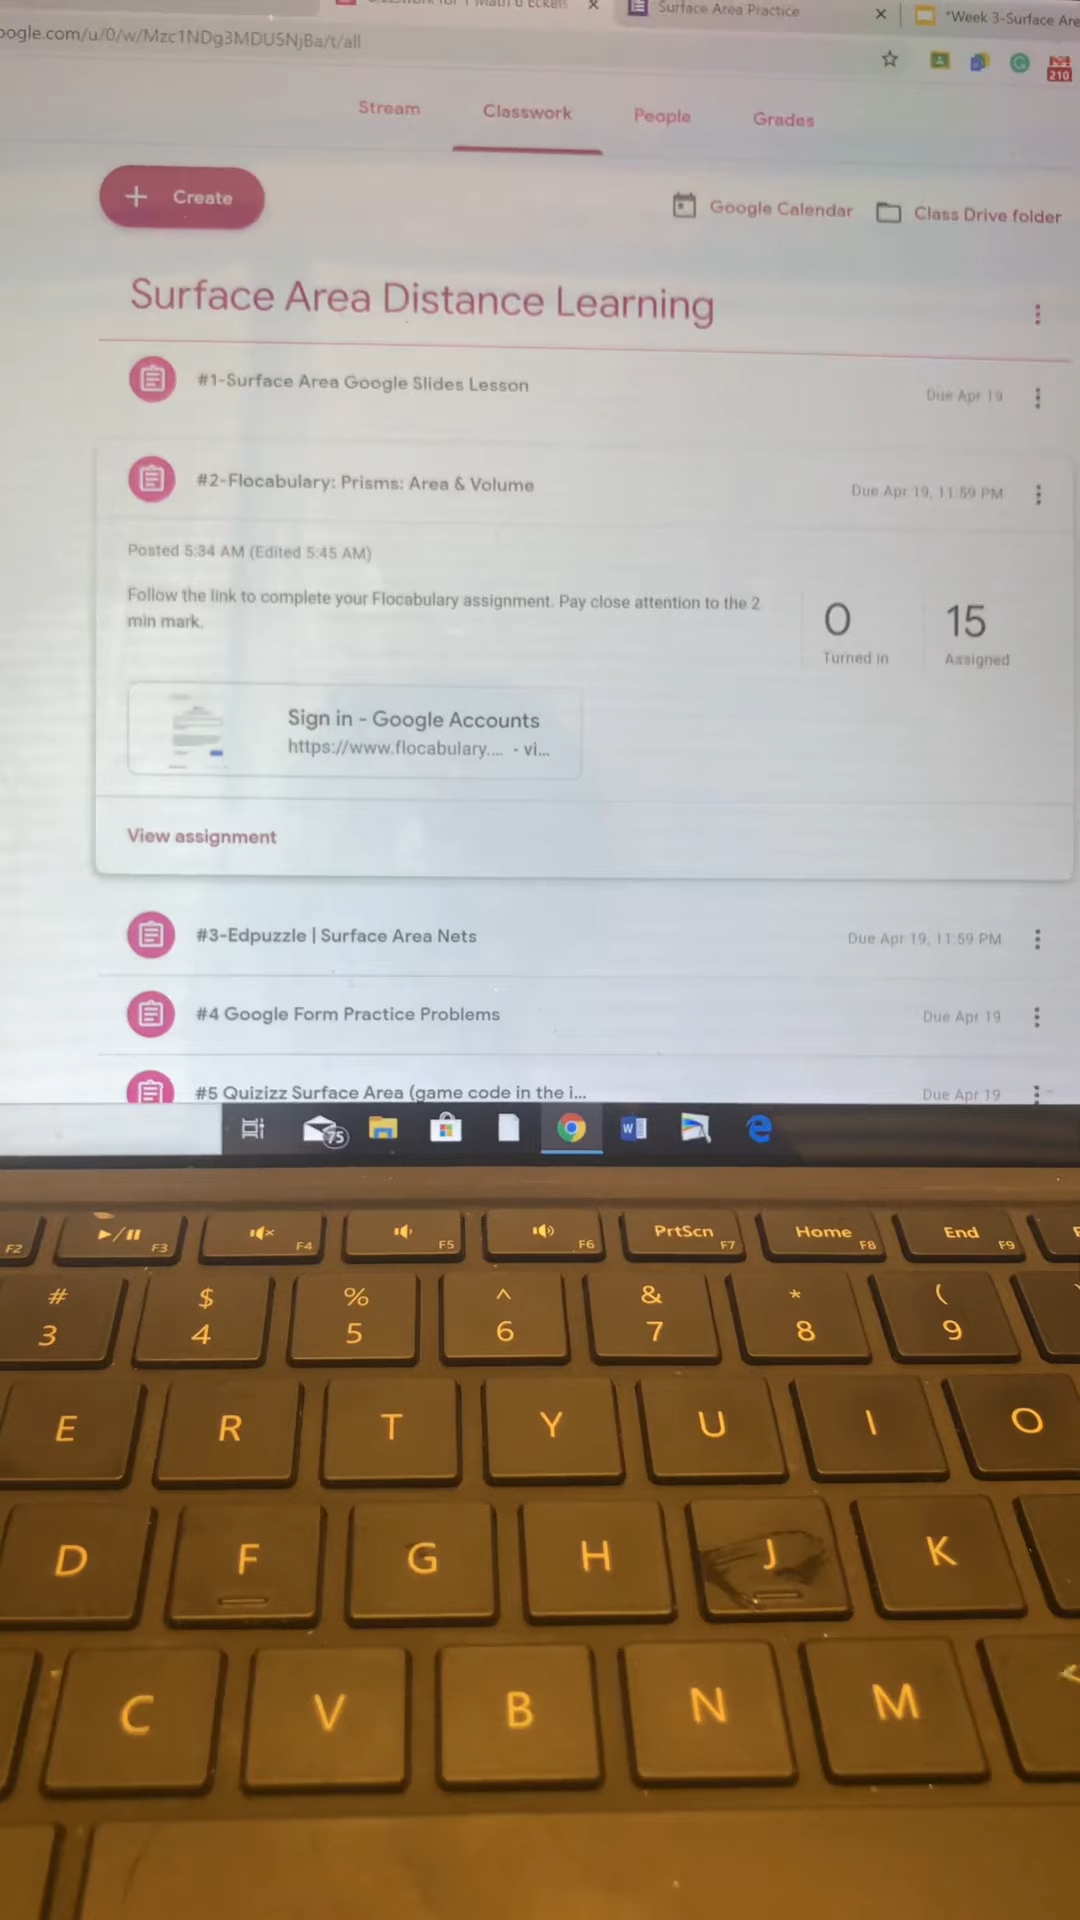 Surface Area Practice
"Week 3-Surface Are
oogle.com/u/0/w/Mzc1NDg3MDU5NjBa/t/all
210
Stream Classwork People Grades
+ Create
Google Calendar Class Drive folder
Surface Area Distance Learning
#1-Surface Area Google Slides Lesson Due Apr 19
#2-Flocabulary: Prisms: Area & Volume Due Apr 19, 11:59 PM
Posted 5:34 AM (Edited 5:45 AM)
Follow the link to complete your Flocabulary assignment. Pay close attention to the 2
min mark.
0 15
Turned in Assigned
Sign in - Google Accounts
https://www.flocabulary.... - vi...
View assignment
#3-Edpuzzle | Surface Area Nets Due Apr 19, 11:59 PM
#4 Google Form Practice Problems Due Apr 19
#5 Quizizz Surface Area (game code in the i... Due Apr 19
75
W
PrtScn Home End
F2 F3 F4 F5 F6 F7 F8 F9
# $ % ^ & * (
3 4 5 6 7 8 9
E R T Y U I O
D F G H J K
C V B N M <